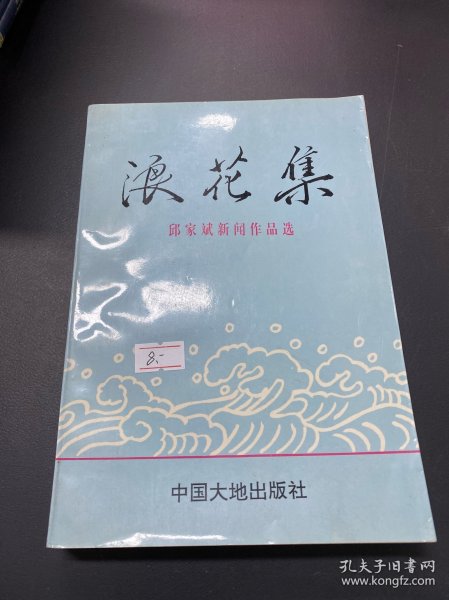 浪花集
邱家斌新闻作品选
8.-
中国大地出版社
孔夫子旧书网
www.kongfz.com